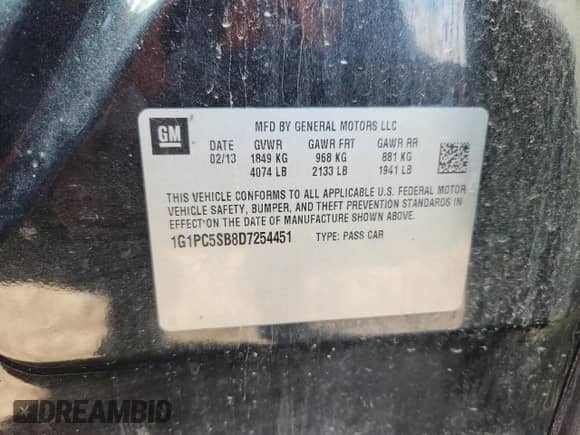 GM
MFD BY GENERAL MOTORS LLC
DATE GVWR GAWR FRT GAWR RR
02/13 1849 KG 968 KG 881 KG
4074 LB 2133 LB 1941 LB
THIS VEHICLE CONFORMS TO ALL APPLICABLE U.S. FEDERAL MOTOR
VEHICLE SAFETY, BUMPER, AND THEFT PREVENTION STANDARDS IN
EFFECT ON THE DATE OF MANUFACTURE SHOWN ABOVE.
1G1PC5SB8D7254451 TYPE: PASS CAR
DREAMBID